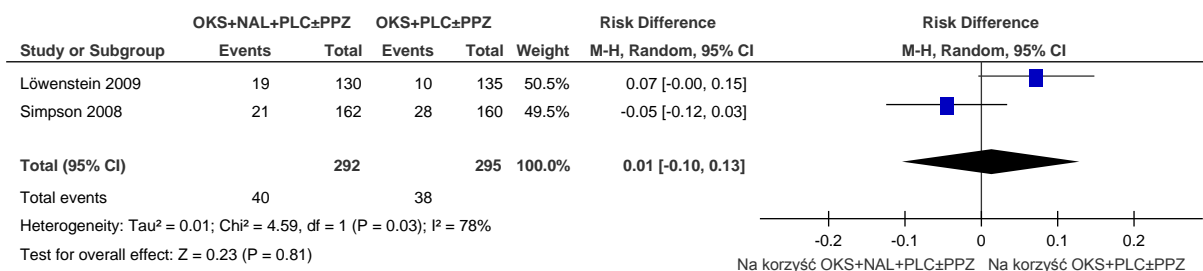 OKS+NAL+PLC±PPZ OKS+PLC±PPZ Risk Difference Risk Difference
Study or Subgroup Events Total Events Total Weight M-H, Random, 95% CI M-H, Random, 95% CI
Löwenstein 2009 19 130 10 135 50.5% 0.07 [-0.00, 0.15]
Simpson 2008 21 162 28 160 49.5% -0.05 [-0.12, 0.03]
Total (95% CI) 292 295 100.0% 0.01 [-0.10, 0.13]
Total events 40 38
Heterogeneity: Tau² = 0.01; Chi² = 4.59, df = 1 (P = 0.03); I² = 78%
Test for overall effect: Z = 0.23 (P = 0.81)
-0.2 -0.1 0 0.1 0.2
Na korzyść OKS+NAL+PLC±PPZ Na korzyść OKS+PLC±PPZ